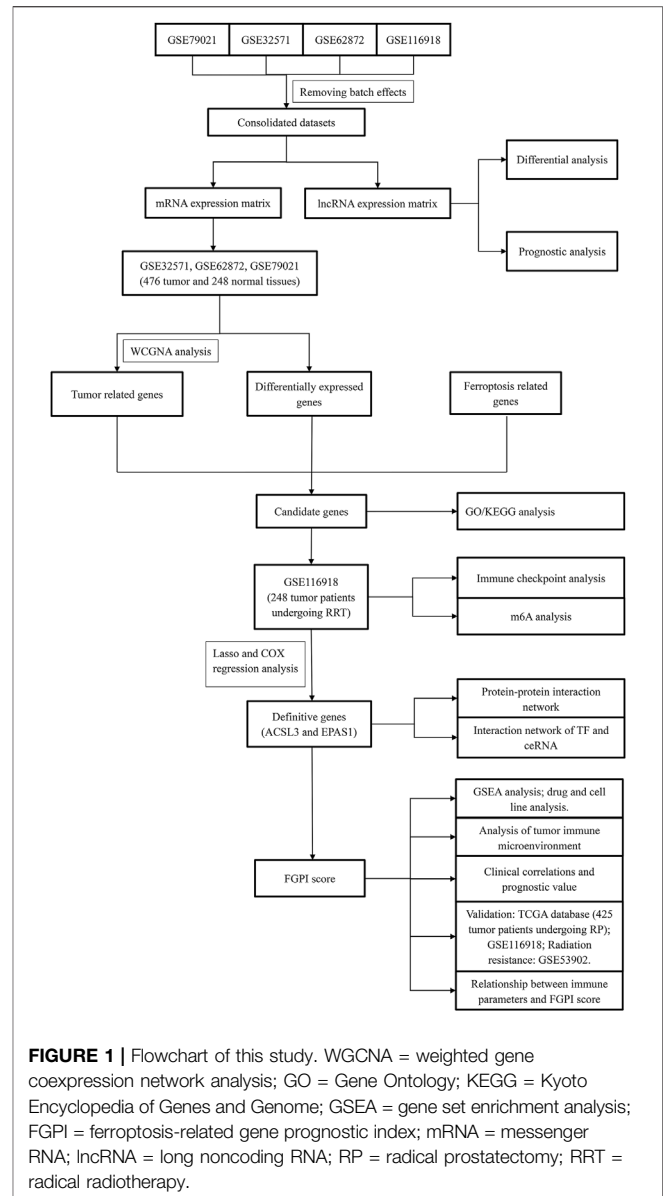 GSE79021
GSE32571
GSE62872
GSE116918
Removing batch effects
Consolidated datasets
mRNA expression matrix
lncRNA expression matrix
Differential analysis
Prognostic analysis
GSE32571, GSE62872, GSE79021
(476 tumor and 248 normal tissues)
WCGNA analysis
Tumor related genes
Differentially expressed
genes
Ferroptosis related
genes
Candidate genes
GO/KEGG analysis
GSE116918
(248 tumor patients
undergoing RRT)
Immune checkpoint analysis
m6A analysis
Lasso and COX
regression analysis
Definitive genes
(ACSL3 and EPAS1)
Protein-protein interaction
network
Interaction network of TF and
ceRNA
FGPI score
GSEA analysis; drug and cell
line analysis.
Analysis of tumor immune
microenvironment
Clinical correlations and
prognostic value
Validation: TCGA database (425
tumor patients undergoing RP);
GSE116918; Radiation
resistance: GSE53902.
Relationship between immune
parameters and FGPI score
FIGURE 1 | Flowchart of this study. WGCNA = weighted gene
coexpression network analysis; GO = Gene Ontology; KEGG = Kyoto
Encyclopedia of Genes and Genome; GSEA = gene set enrichment analysis;
FGPI = ferroptosis-related gene prognostic index; mRNA = messenger
RNA; lncRNA = long noncoding RNA; RP = radical prostatectomy; RRT =
radical radiotherapy.